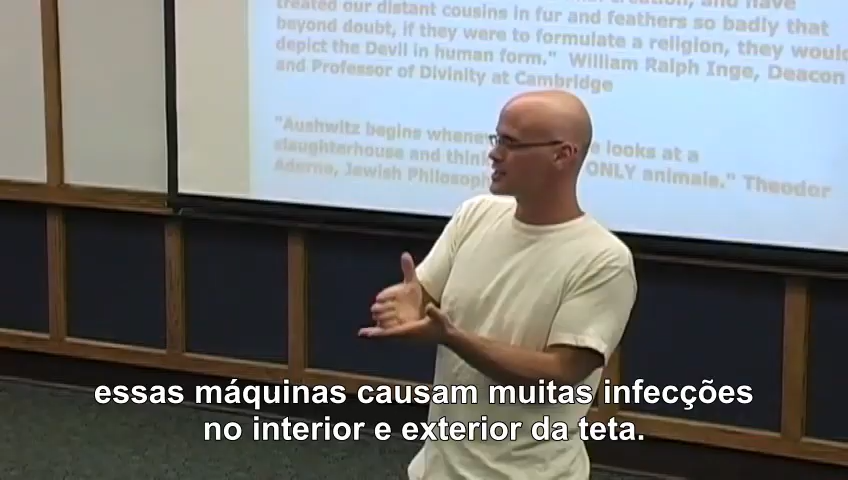 treated our distant cousins in fur and feathers so badly that
beyond doubt, if they were to formulate a religion, they would
depict the Devil in human form." William Ralph Inge, Deacon
and Professor of Divinity at Cambridge
"Aushwitz begins looks at a
slaughterhouse and ONLY animals." Theodor
Adorno, Jewish
essas máquinas causam muitas infecções
no interior e exterior da teta.